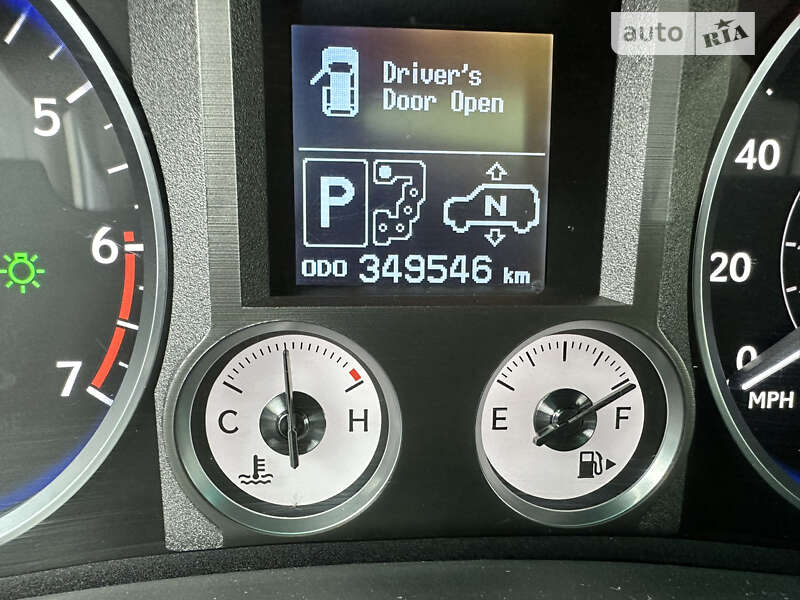 auto RIA
Driver's
Door Open
P
N
ODO 349546 km
5
6
7
C H
E F
40
20
0
MPH